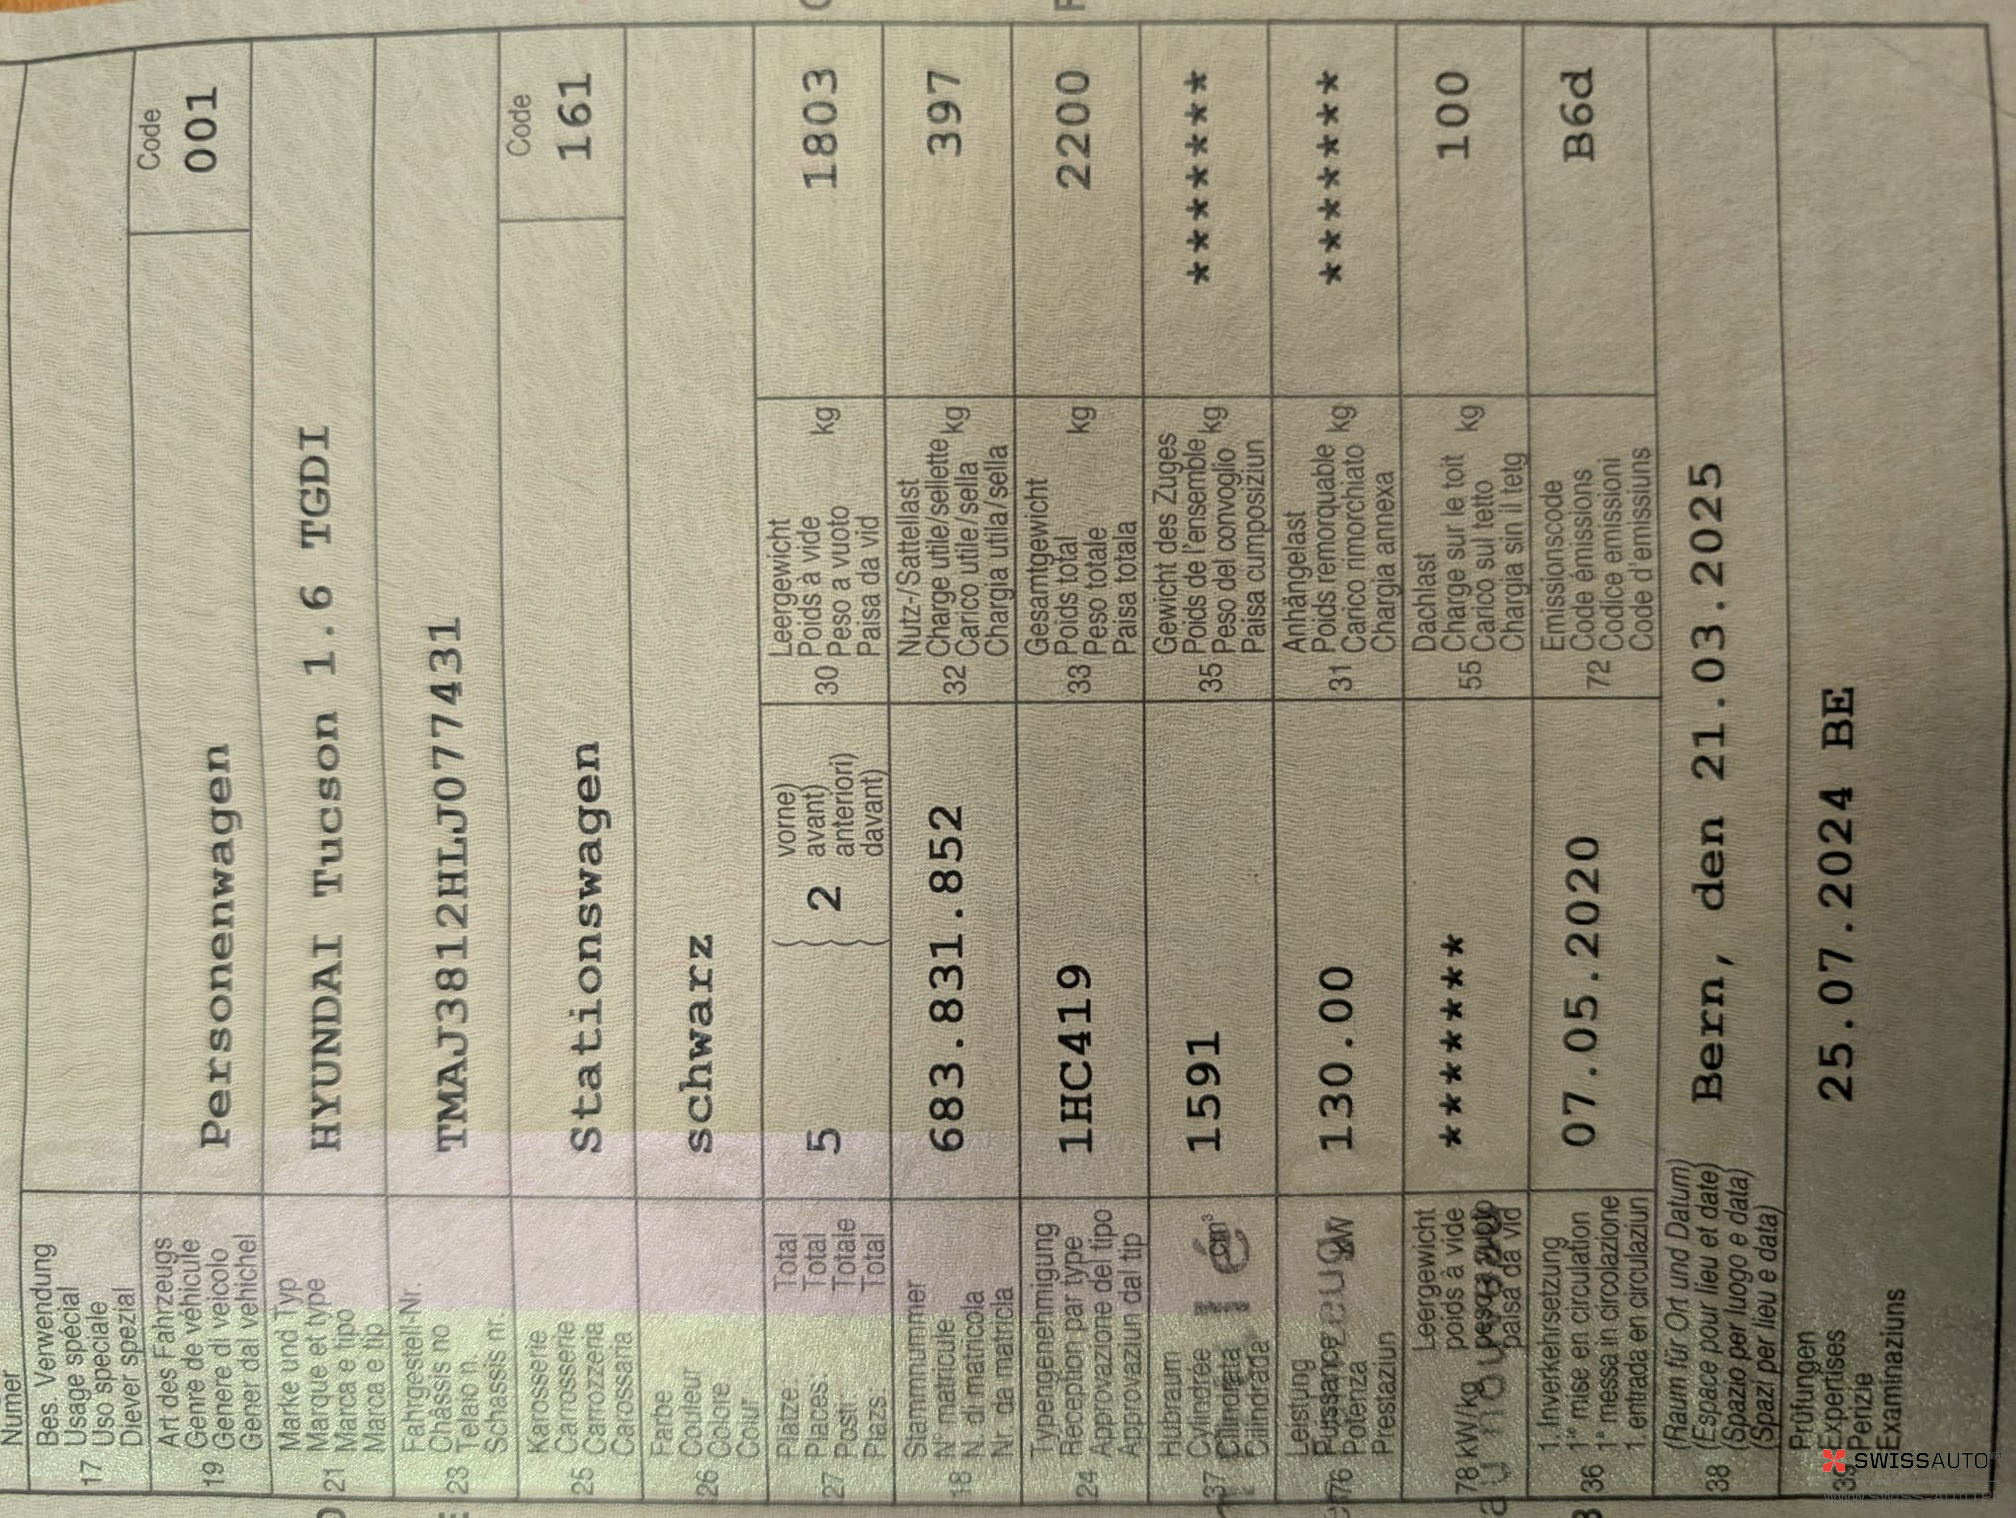 Numer
Bes. Verwendung
Usage spécial
17 Uso speciale
Diever spezial
Art des Fahrzeugs
Genre de véhicule
19 Genere di veicolo
Gener dal vehichel
Personenwagen
Code
001
Marke und Typ
Marque et type
21 Marca e tipo
Marca e tip
HYUNDAI Tucson 1.6 TGDI
Fahrgestell-Nr.
Châssis no
23 Telaio n.
Schassis nr.
TMAJ3812HLJ077431
Karosserie
Carrosserie
25 Carrozzeria
Carossaria
Stationswagen
Code
161
Farbe
Couleur
26 Colore
Cour
schwarz
Plätze: Total
Places: Total
27 Posti: Totale
Plazs: Total
5
2
vorne)
avant)
anteriori)
davant)
Leergewicht
Poids à vide
30 Peso a vuoto kg
Paisa da vid
1803
Stammnummer
N° matricule
18 N. di matricola
Nr. da matricla
683.831.852
Nutz-/Sattellast
Charge utile/sellette
32 Carico utile/sella kg
Chargia utila/sella
397
Typengenehmigung
Réception par type
24 Approvazione del tipo
Approvaziun dal tip
1HC419
Gesamtgewicht
Poids total
33 Peso totale kg
Paisa totala
2200
Hubraum
37 Cylindrée cm³
Cilindrata
Cilindrada
1591
Gewicht des Zuges
Poids de l'ensemble
35 Peso del convoglio kg
Paisa cumposiziun
*******
Leistung
76 Puissance kW
Potenza
Prestaziun
130.00
Anhängelast
Poids remorquable
31 Carico rimorchiato kg
Chargia annexa
*******
Leergewicht
poids à vide
78 kW/kg
paisa da vid
*******
Dachlast
Charge sur le toit
55 Carico sul tetto kg
Chargia sin il tetg
100
1. Inverkehrsetzung
1ᵉ mise en circulation
36 1ᵃ messa in circolazione
1. entrada en circulaziun
07.05.2020
Emissionscode
Code émissions
72 Codice emissioni
Code d'emissiuns
B6d
(Raum für Ort und Datum)
(Espace pour lieu et date)
38 (Spazio per luogo e data)
(Spazi per lieu e data)
Bern, den 21.03.2025
Prüfungen
39 Expertises
Perizie
Examinaziuns
25.07.2024 BE
SWISSAUTO